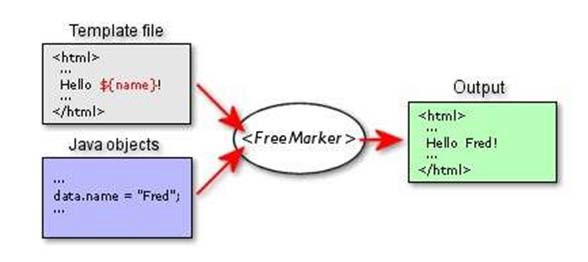 Template file
<html>
...
Hello ${name}!
...
</html>
Java objects
...
data.name = "Fred";
...
<FreeMarker>
Output
<html>
...
Hello Fred!
...
</html>